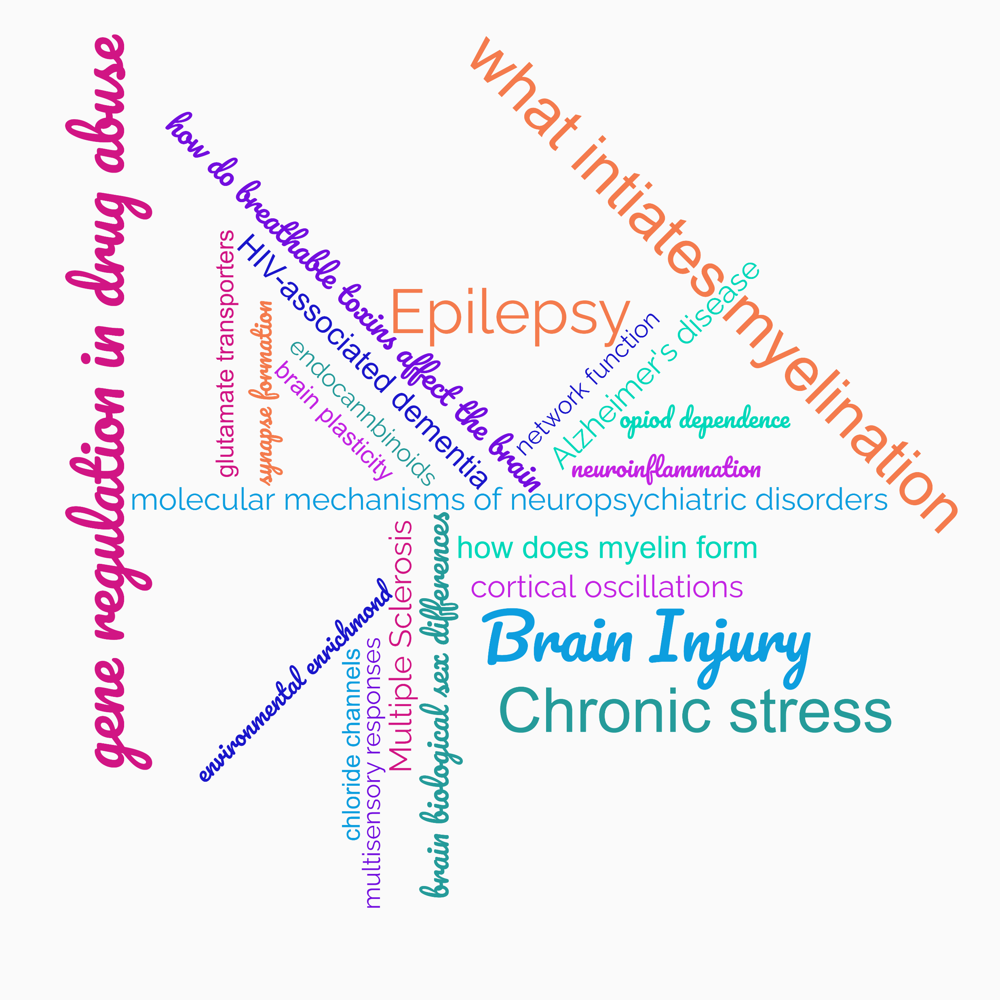 gene regulation in drug abuse
how do breathable toxins affect the brain
what intiates myelination
glutamate transporters
HIV-associated dementia
synapse formation
endocannbinoids
brain plasticity
Epilepsy
network function
Alzheimer's disease
opiod dependence
neuroinflammation
molecular mechanisms of neuropsychiatric disorders
how does myelin form
cortical oscillations
Brain Injury
Chronic stress
environmental enrichmond
chloride channels
multisensory responses
Multiple Sclerosis
brain biological sex differences